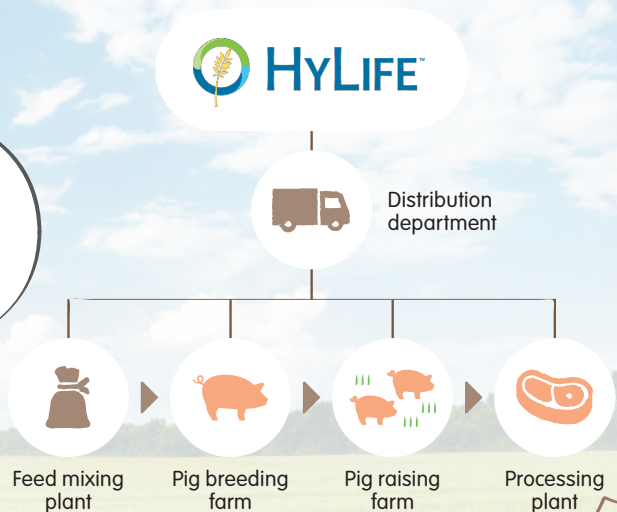 HYLIFE™
Distribution
department
Feed mixing
plant
Pig breeding
farm
Pig raising
farm
Processing
plant